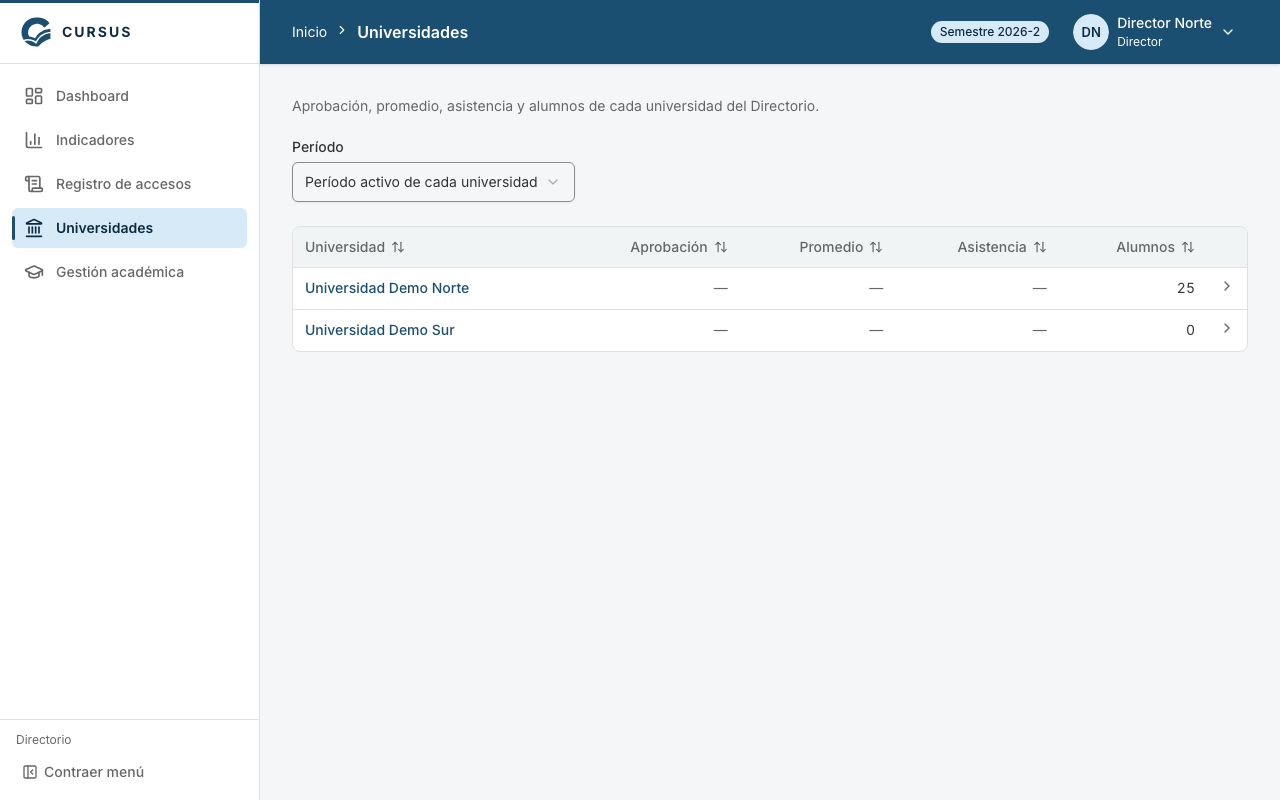 CURSUS
Inicio
Universidades
Semestre 2026-2
DN
Director Norte
Director
Dashboard
Indicadores
Registro de accesos
Universidades
Gestión académica
Aprobación, promedio, asistencia y alumnos de cada universidad del Directorio.
Período
Período activo de cada universidad
Universidad Aprobación Promedio Asistencia Alumnos
Universidad Demo Norte — — — 25
Universidad Demo Sur — — — 0
Directorio
Contraer menú